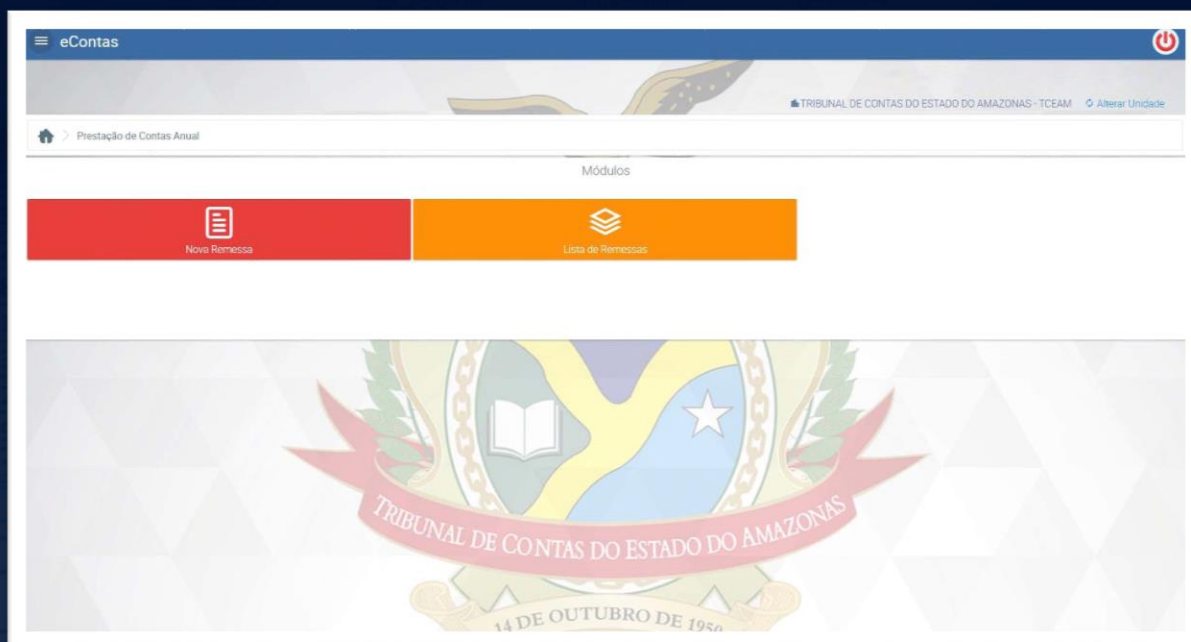 eContas
TRIBUNAL DE CONTAS DO ESTADO DO AMAZONAS - TCEAM Alterar Unidade
Prestação de Contas Anual
Módulos
Nova Remessa
Lista de Remessas
TRIBUNAL DE CONTAS DO ESTADO DO AMAZONAS
14 DE OUTUBRO DE 1950